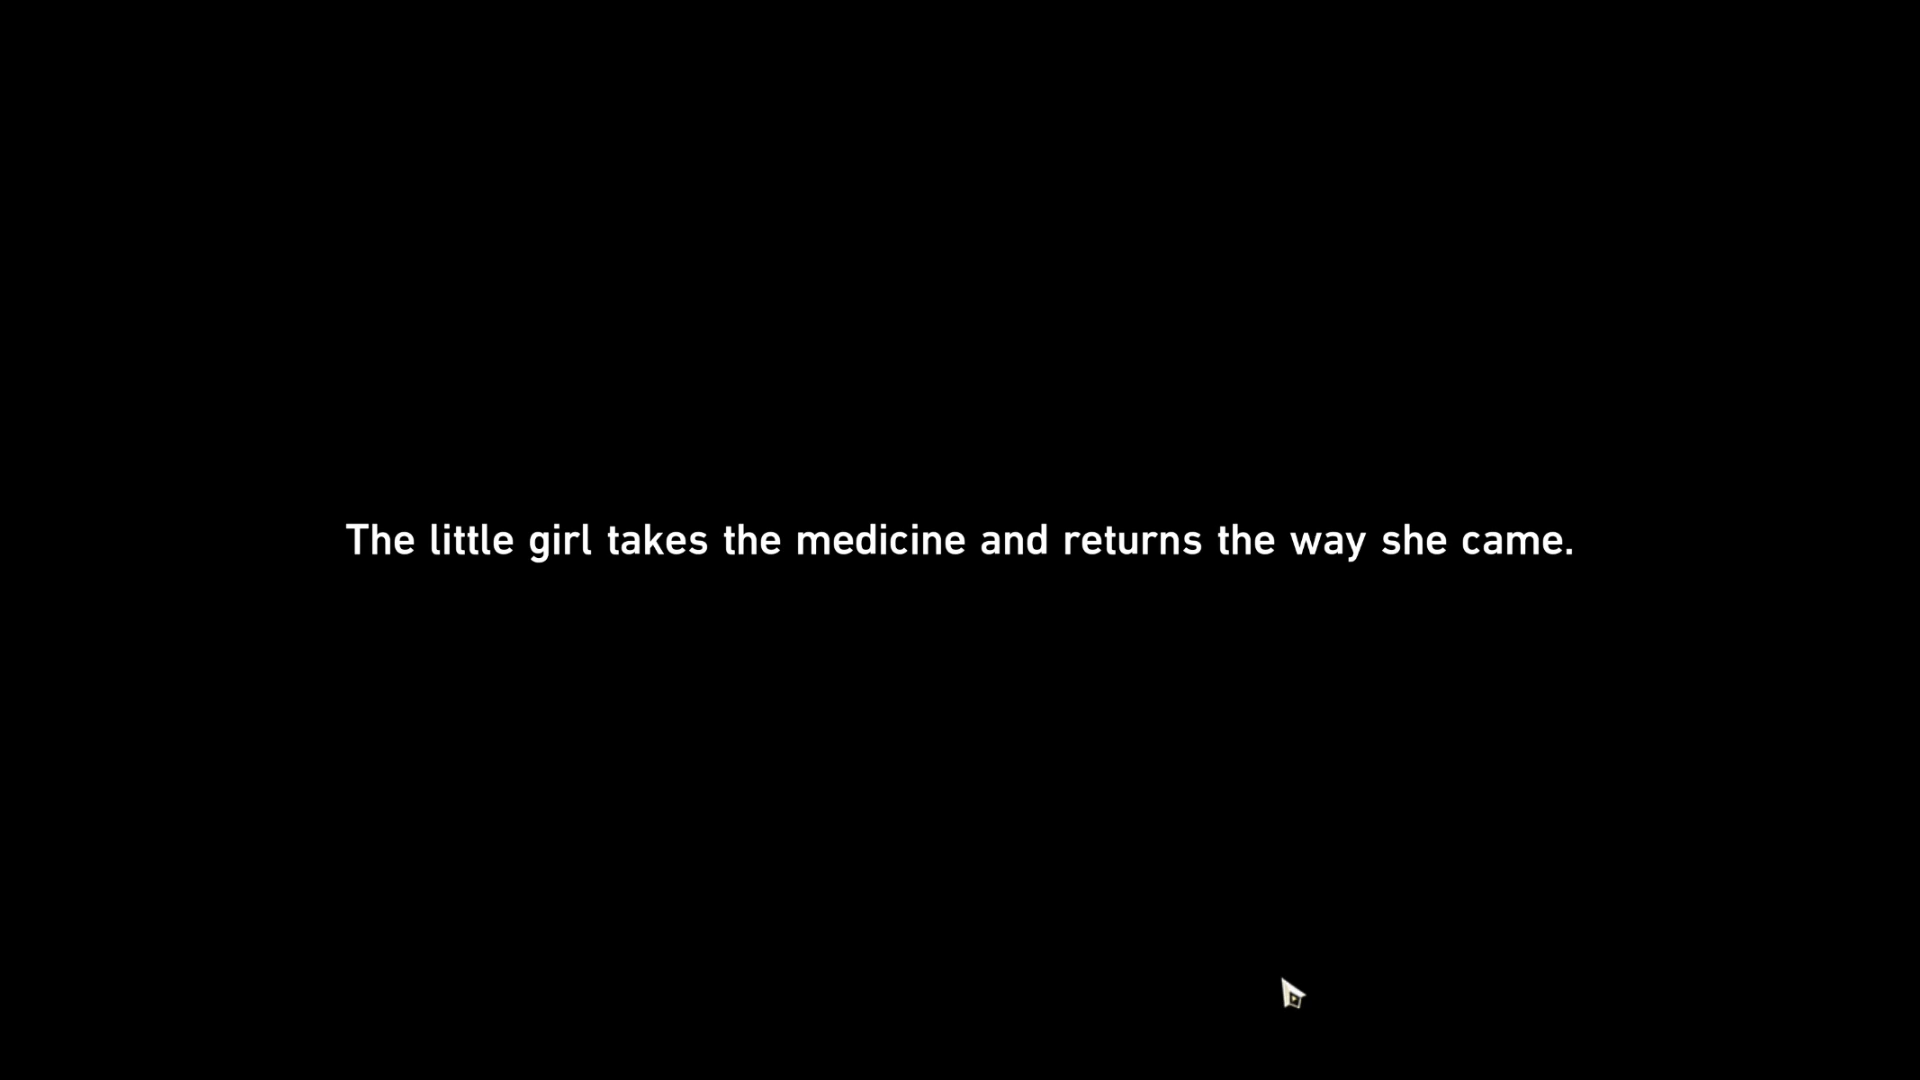 The little girl takes the medicine and returns the way she came.